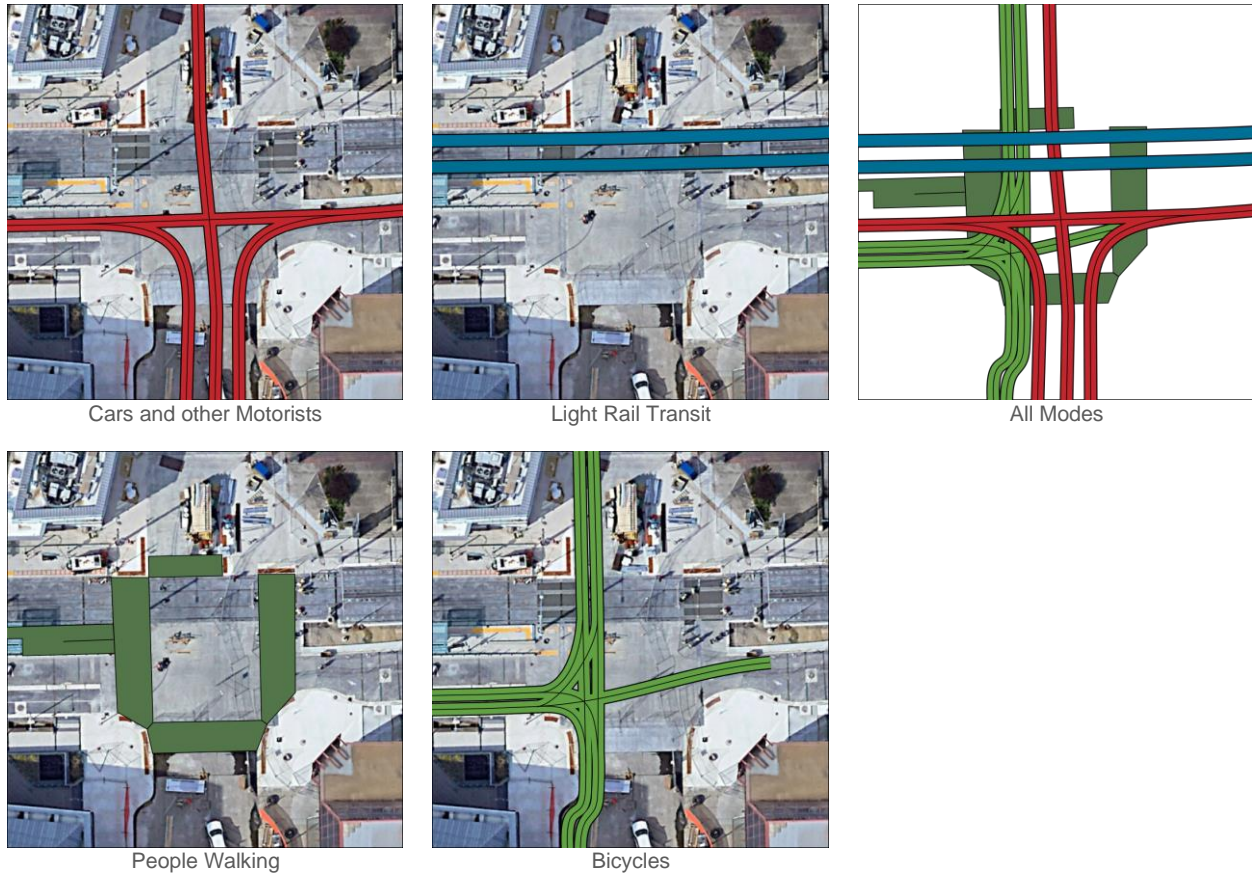 Cars and other Motorists
Light Rail Transit
All Modes
People Walking
Bicycles